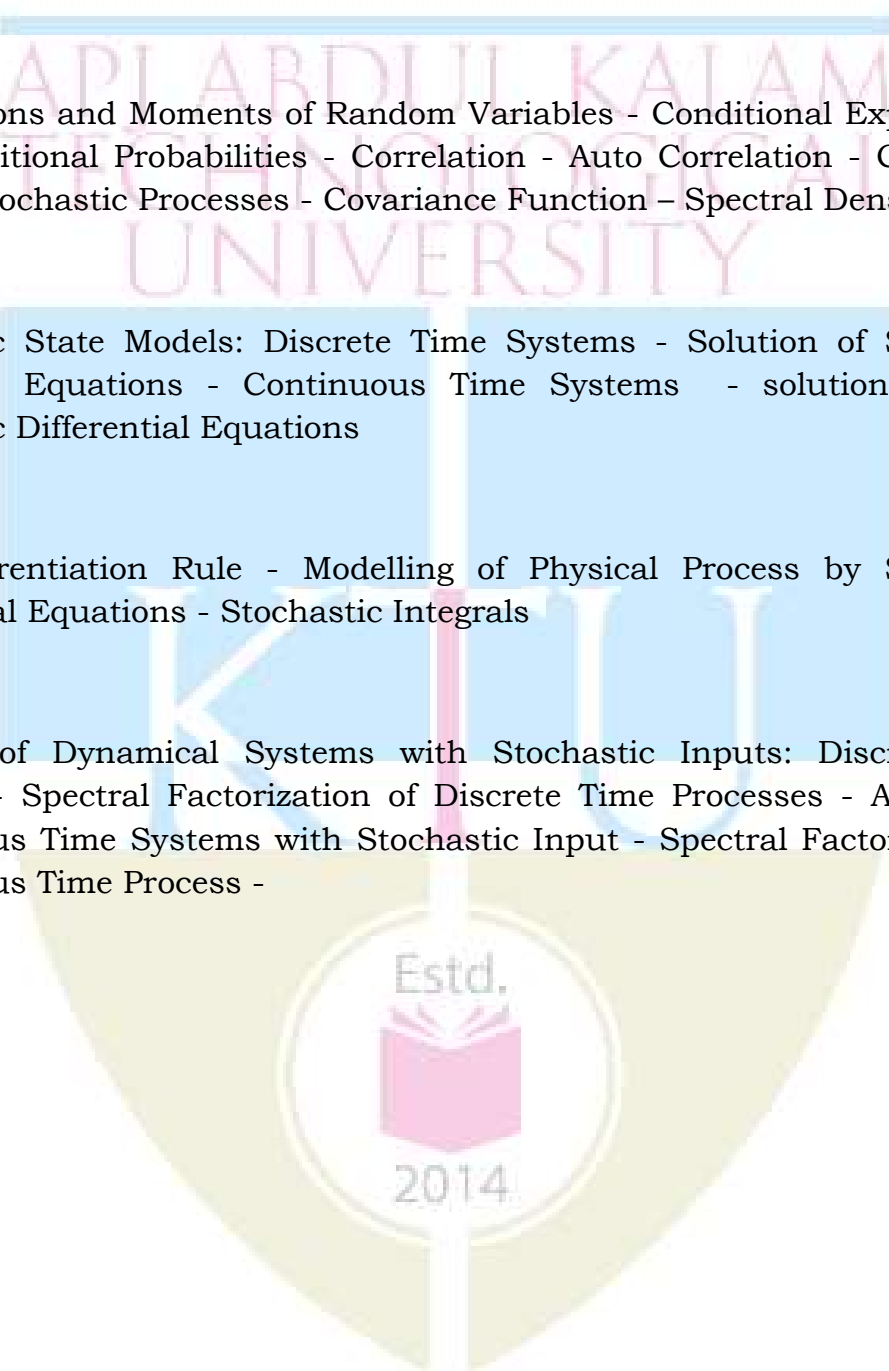 API ABDUL KALAM
TECHNOLOGICAL
UNIVERSITY
ons and Moments of Random Variables - Conditional Exp
itional Probabilities - Correlation - Auto Correlation - C
ochastic Processes - Covariance Function – Spectral Dens
c State Models: Discrete Time Systems - Solution of S
Equations - Continuous Time Systems - solution
c Differential Equations
rentiation Rule - Modelling of Physical Process by S
al Equations - Stochastic Integrals
of Dynamical Systems with Stochastic Inputs: Disc
- Spectral Factorization of Discrete Time Processes - A
us Time Systems with Stochastic Input - Spectral Factor
us Time Process -
KTU
Estd.
2014